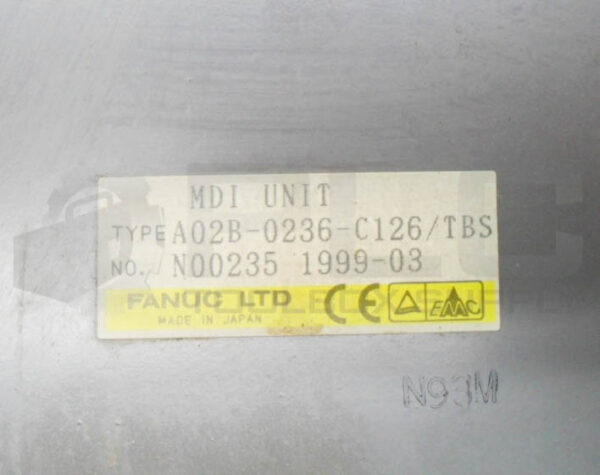 MDI UNIT
TYPE A02B-0236-C126/TBS
NO. N00235 1999-03
FANUC LTD CE EMC
MADE IN JAPAN
N93M